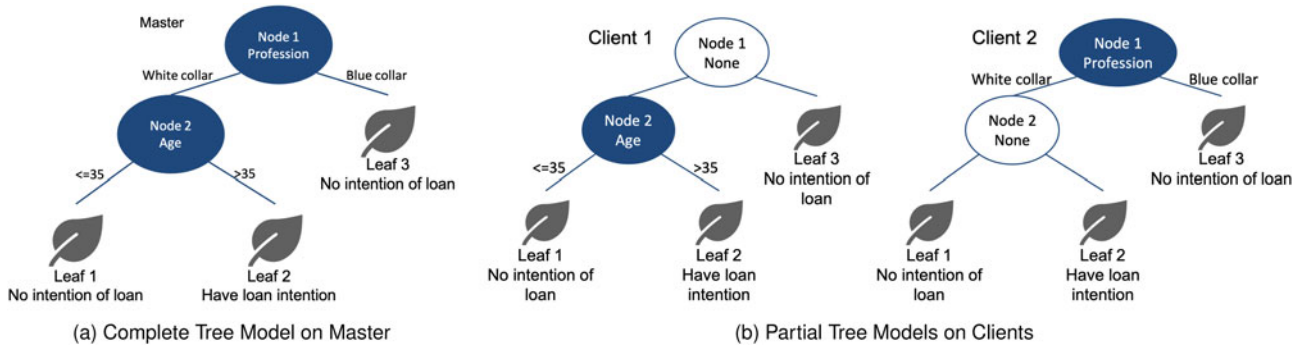 Master
Node 1
Profession
White collar
Blue collar
Node 2
Age
<=35
>35
Leaf 3
No intention of loan
Leaf 1
No intention of loan
Leaf 2
Have loan intention
(a) Complete Tree Model on Master
Client 1
Node 1
None
Node 2
Age
<=35
>35
Leaf 3
No intention of
loan
Leaf 1
No intention of
loan
Leaf 2
Have loan
intention
Client 2
Node 1
Profession
White collar
Blue collar
Node 2
None
Leaf 3
No intention of loan
Leaf 1
No intention of
loan
Leaf 2
Have loan
intention
(b) Partial Tree Models on Clients